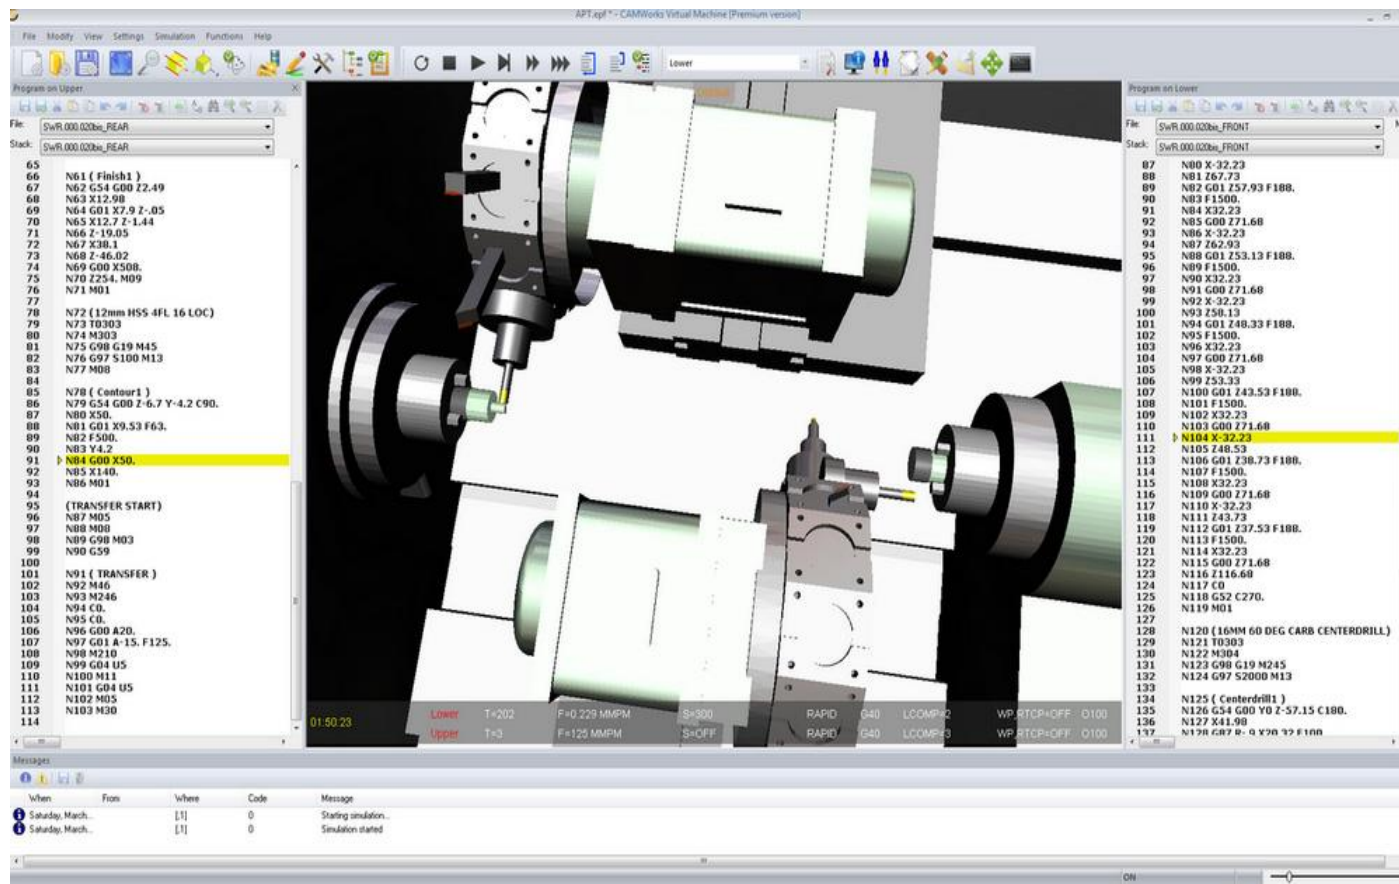 APT.epf * - CAMWorks Virtual Machine [Premium version]
File Modify View Settings Simulation Functions Help
Lower
Program on Upper
File: SWR.000.020bis_REAR
Stack: SWR.000.020bis_REAR
65
66 N61 ( Finish1 )
67 N62 G54 G00 Z2.49
68 N63 X12.98
69 N64 G01 X7.9 Z-.05
70 N65 X12.7 Z-1.44
71 N66 Z-19.05
72 N67 X38.1
73 N68 Z-46.02
74 N69 G00 X508.
75 N70 Z254. M09
76 N71 M01
77
78 N72 (12mm HSS 4FL 16 LOC)
79 N73 T0303
80 N74 M303
81 N75 G98 G19 M45
82 N76 G97 S100 M13
83 N77 M08
84
85 N78 ( Contour1 )
86 N79 G54 G00 Z-6.7 Y-4.2 C90.
87 N80 X50.
88 N81 G01 X9.53 F63.
89 N82 F500.
90 N83 Y4.2
91 N84 G00 X50.
92 N85 X140.
93 N86 M01
94
95 (TRANSFER START)
96 N87 M05
97 N88 M08
98 N89 G98 M03
99 N90 G59
100
101 N91 ( TRANSFER )
102 N92 M46
103 N93 M246
104 N94 C0.
105 N95 C0.
106 N96 G00 A20.
107 N97 G01 A-15. F125.
108 N98 M210
109 N99 G04 U5
110 N100 M11
111 N101 G04 U5
112 N102 M05
113 N103 M30
114
01:50:23
Lower T=202 F=0.229 MMPM S=300 RAPID G40 LCOMP=2 WP,RTCP=OFF O100
Upper T=3 F=125 MMPM S=OFF RAPID G40 LCOMP=3 WP,RTCP=OFF O100
Program on Lower
File: SWR.000.020bis_FRONT
Stack: SWR.000.020bis_FRONT
87 N80 X-32.23
88 N81 Z67.73
89 N82 G01 Z57.93 F188.
90 N83 F1500.
91 N84 X32.23
92 N85 G00 Z71.68
93 N86 X-32.23
94 N87 Z62.93
95 N88 G01 Z53.13 F188.
96 N89 F1500.
97 N90 X32.23
98 N91 G00 Z71.68
99 N92 X-32.23
100 N93 Z58.13
101 N94 G01 Z48.33 F188.
102 N95 F1500.
103 N96 X32.23
104 N97 G00 Z71.68
105 N98 X-32.23
106 N99 Z53.33
107 N100 G01 Z43.53 F188.
108 N101 F1500.
109 N102 X32.23
110 N103 G00 Z71.68
111 N104 X-32.23
112 N105 Z48.53
113 N106 G01 Z38.73 F188.
114 N107 F1500.
115 N108 X32.23
116 N109 G00 Z71.68
117 N110 X-32.23
118 N111 Z43.73
119 N112 G01 Z37.53 F188.
120 N113 F1500.
121 N114 X32.23
122 N115 G00 Z71.68
123 N116 Z116.68
124 N117 C0
125 N118 G52 C270.
126 N119 M01
127
128 N120 (16MM 60 DEG CARB CENTERDRILL)
129 N121 T0303
130 N122 M304
131 N123 G98 G19 M245
132 N124 G97 S2000 M13
133
134 N125 ( Centerdrill1 )
135 N126 G54 G00 Y0 Z-57.15 C180.
136 N127 X41.98
137 N128 G87 R-.9 X20.32 F100.
Messages
When From Where Code Message
Saturday, March... [,1] 0 Starting simulation...
Saturday, March... [,1] 0 Simulation started
ON